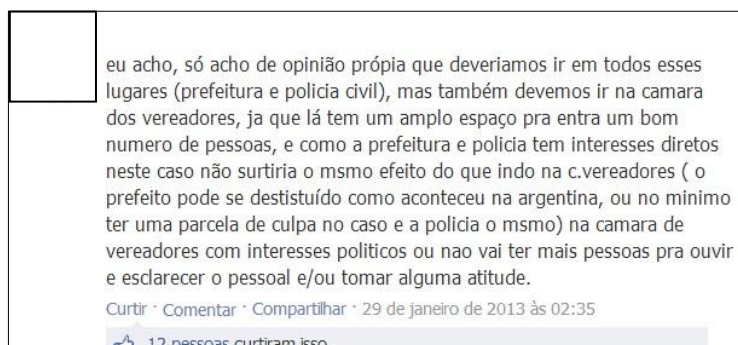 eu acho, só acho de opinião própia que deveriamos ir em todos esses
lugares (prefeitura e policia civil), mas também devemos ir na camara
dos vereadores, ja que lá tem um amplo espaço pra entra um bom
numero de pessoas, e como a prefeitura e policia tem interesses diretos
neste caso não surtiria o msmo efeito do que indo na c.vereadores ( o
prefeito pode se destistuído como aconteceu na argentina, ou no minimo
ter uma parcela de culpa no caso e a policia o msmo) na camara de
vereadores com interesses politicos ou nao vai ter mais pessoas pra ouvir
e esclarecer o pessoal e/ou tomar alguma atitude.
Curtir · Comentar · Compartilhar · 29 de janeiro de 2013 às 02:35
12 pessoas curtiram isso